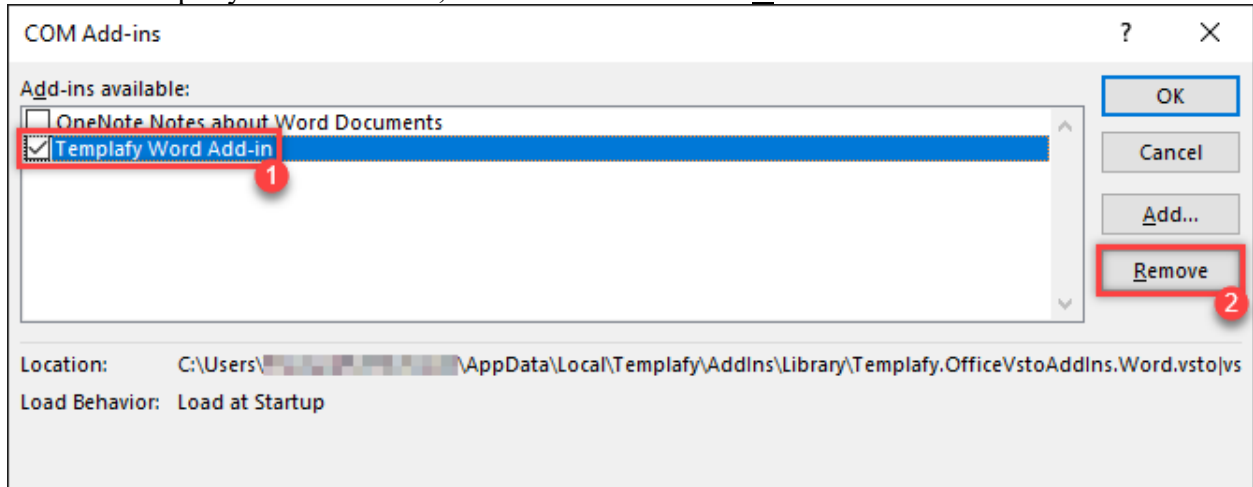 COM Add-ins ? ×
Add-ins available:
OK
OneNote Notes about Word Documents
Templafy Word Add-in
1
Cancel
Add...
Remove
2
Location: C:\Users\ \AppData\Local\Templafy\AddIns\Library\Templafy.OfficeVstoAddIns.Word.vsto|vs
Load Behavior: Load at Startup